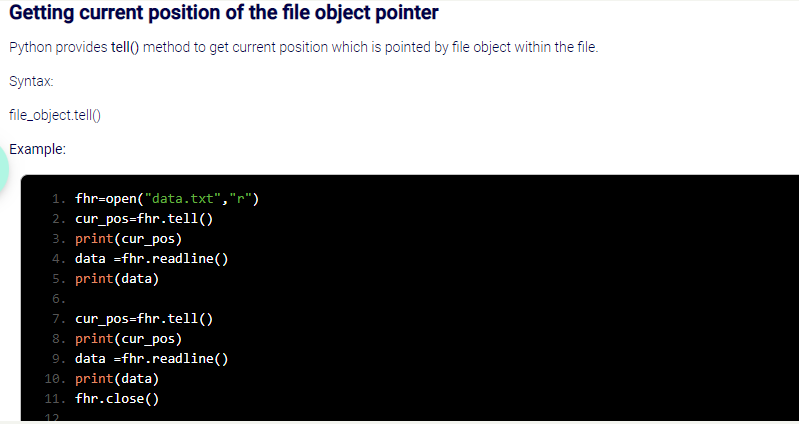 Getting current position of the file object pointer
Python provides tell() method to get current position which is pointed by file object within the file.
Syntax:
file_object.tell()
Example:
1. fhr=open("data.txt","r")
2. cur_pos=fhr.tell()
3. print(cur_pos)
4. data =fhr.readline()
5. print(data)
6.
7. cur_pos=fhr.tell()
8. print(cur_pos)
9. data =fhr.readline()
10. print(data)
11. fhr.close()
12